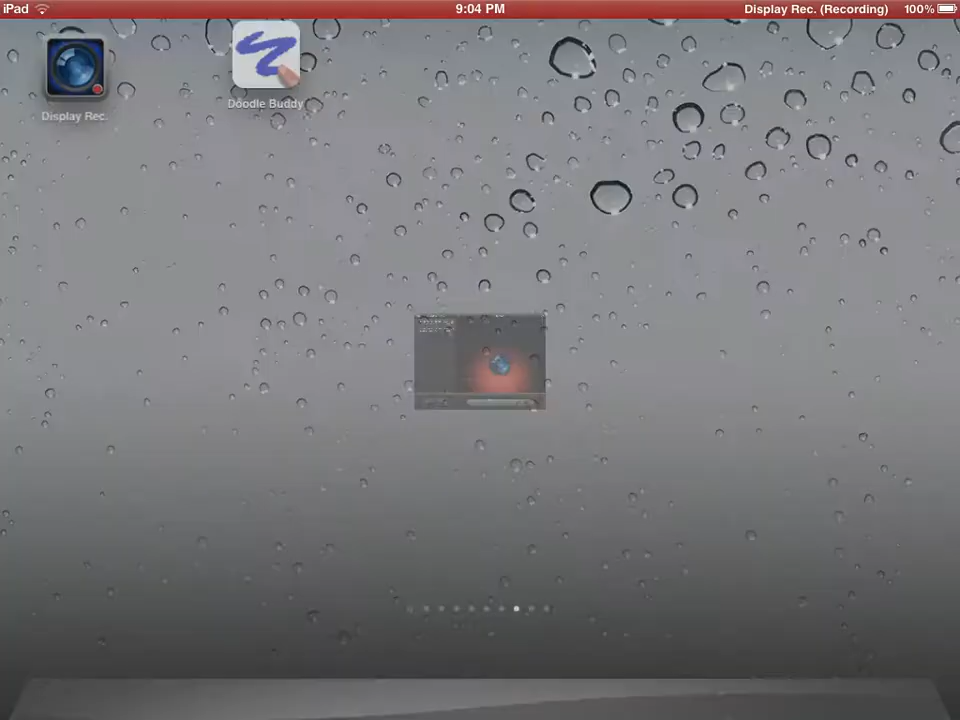 iPad
9:04 PM
Display Rec. (Recording)
100%
Display Rec.
Doodle Buddy